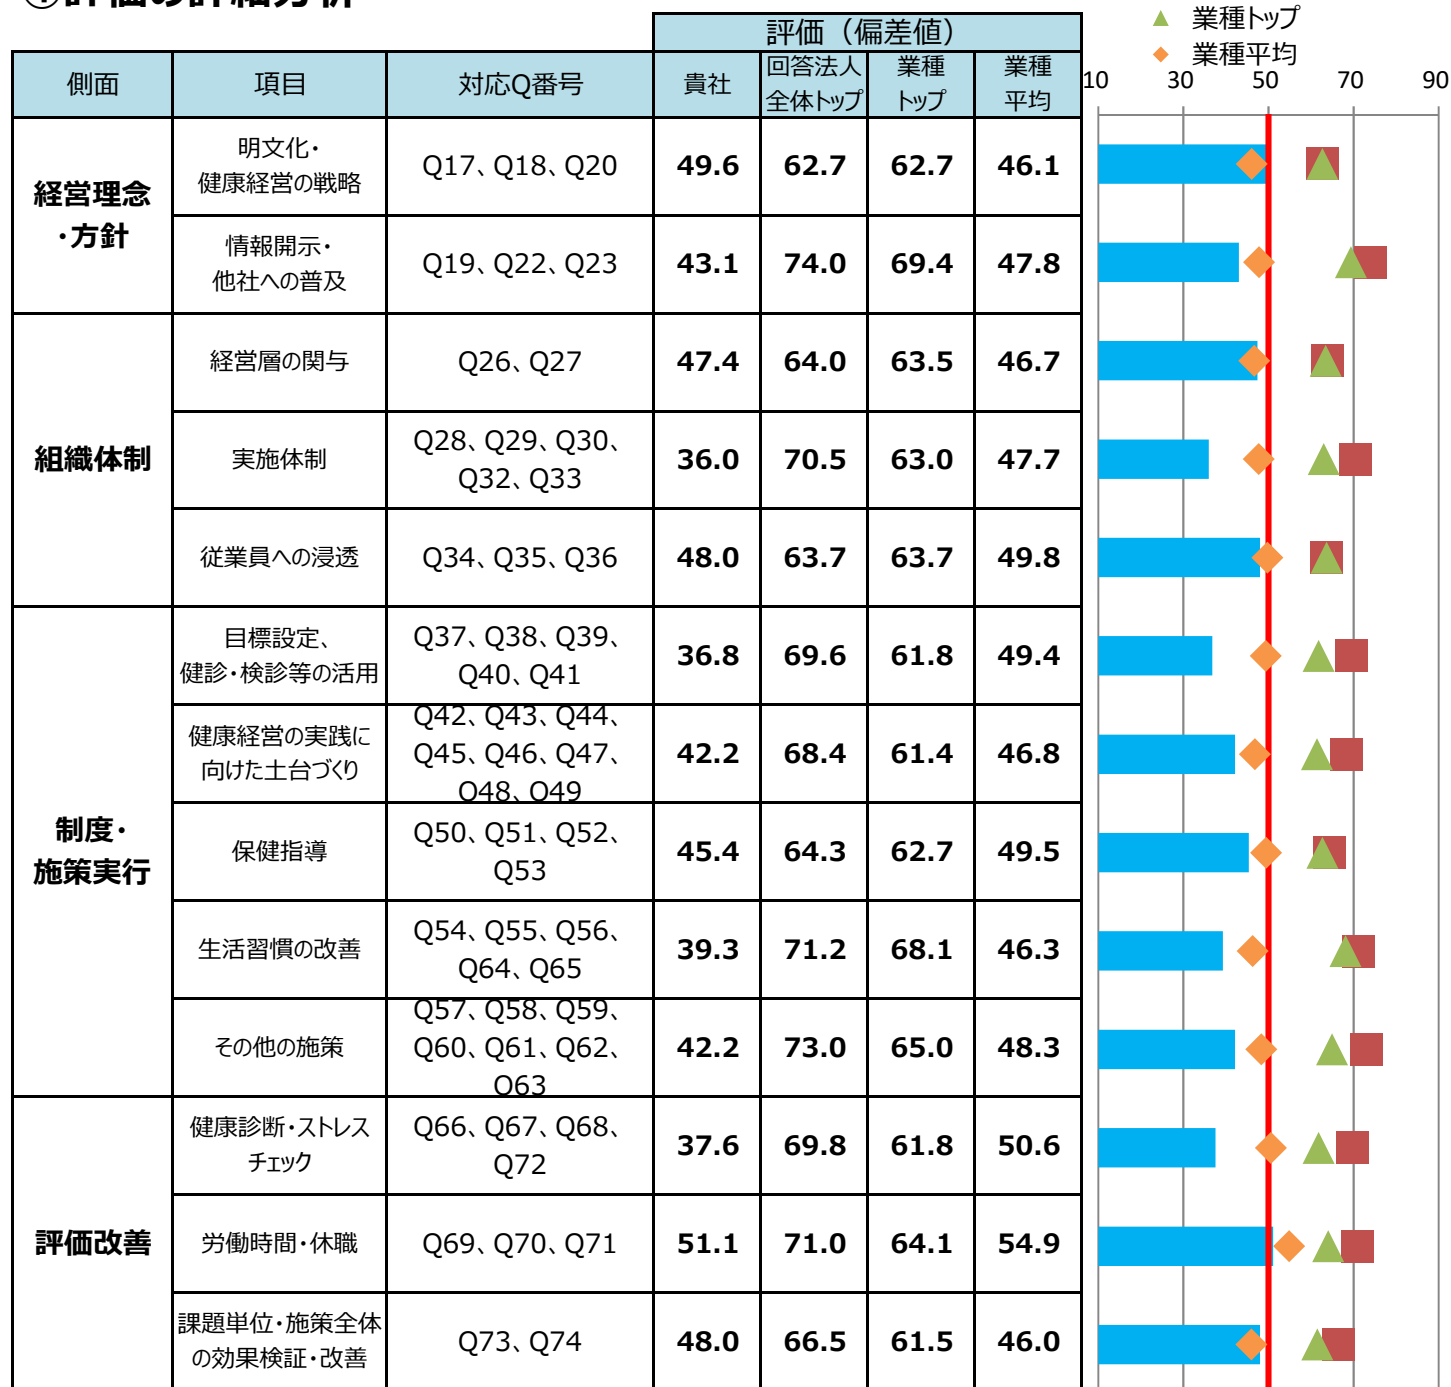 ①評価の詳細分析
▲ 業種トップ
◆ 業種平均
評価（偏差値）
側面 項目 対応Q番号 貴社 回答法人全体トップ 業種トップ 業種平均
10 30 50 70 90
経営理念・方針
明文化・健康経営の戦略 Q17、Q18、Q20 49.6 62.7 62.7 46.1
情報開示・他社への普及 Q19、Q22、Q23 43.1 74.0 69.4 47.8
組織体制
経営層の関与 Q26、Q27 47.4 64.0 63.5 46.7
実施体制 Q28、Q29、Q30、Q32、Q33 36.0 70.5 63.0 47.7
従業員への浸透 Q34、Q35、Q36 48.0 63.7 63.7 49.8
制度・施策実行
目標設定、健診・検診等の活用 Q37、Q38、Q39、Q40、Q41 36.8 69.6 61.8 49.4
健康経営の実践に向けた土台づくり Q42、Q43、Q44、Q45、Q46、Q47、Q48、Q49 42.2 68.4 61.4 46.8
保健指導 Q50、Q51、Q52、Q53 45.4 64.3 62.7 49.5
生活習慣の改善 Q54、Q55、Q56、Q64、Q65 39.3 71.2 68.1 46.3
その他の施策 Q57、Q58、Q59、Q60、Q61、Q62、Q63 42.2 73.0 65.0 48.3
評価改善
健康診断・ストレスチェック Q66、Q67、Q68、Q72 37.6 69.8 61.8 50.6
労働時間・休職 Q69、Q70、Q71 51.1 71.0 64.1 54.9
課題単位・施策全体の効果検証・改善 Q73、Q74 48.0 66.5 61.5 46.0